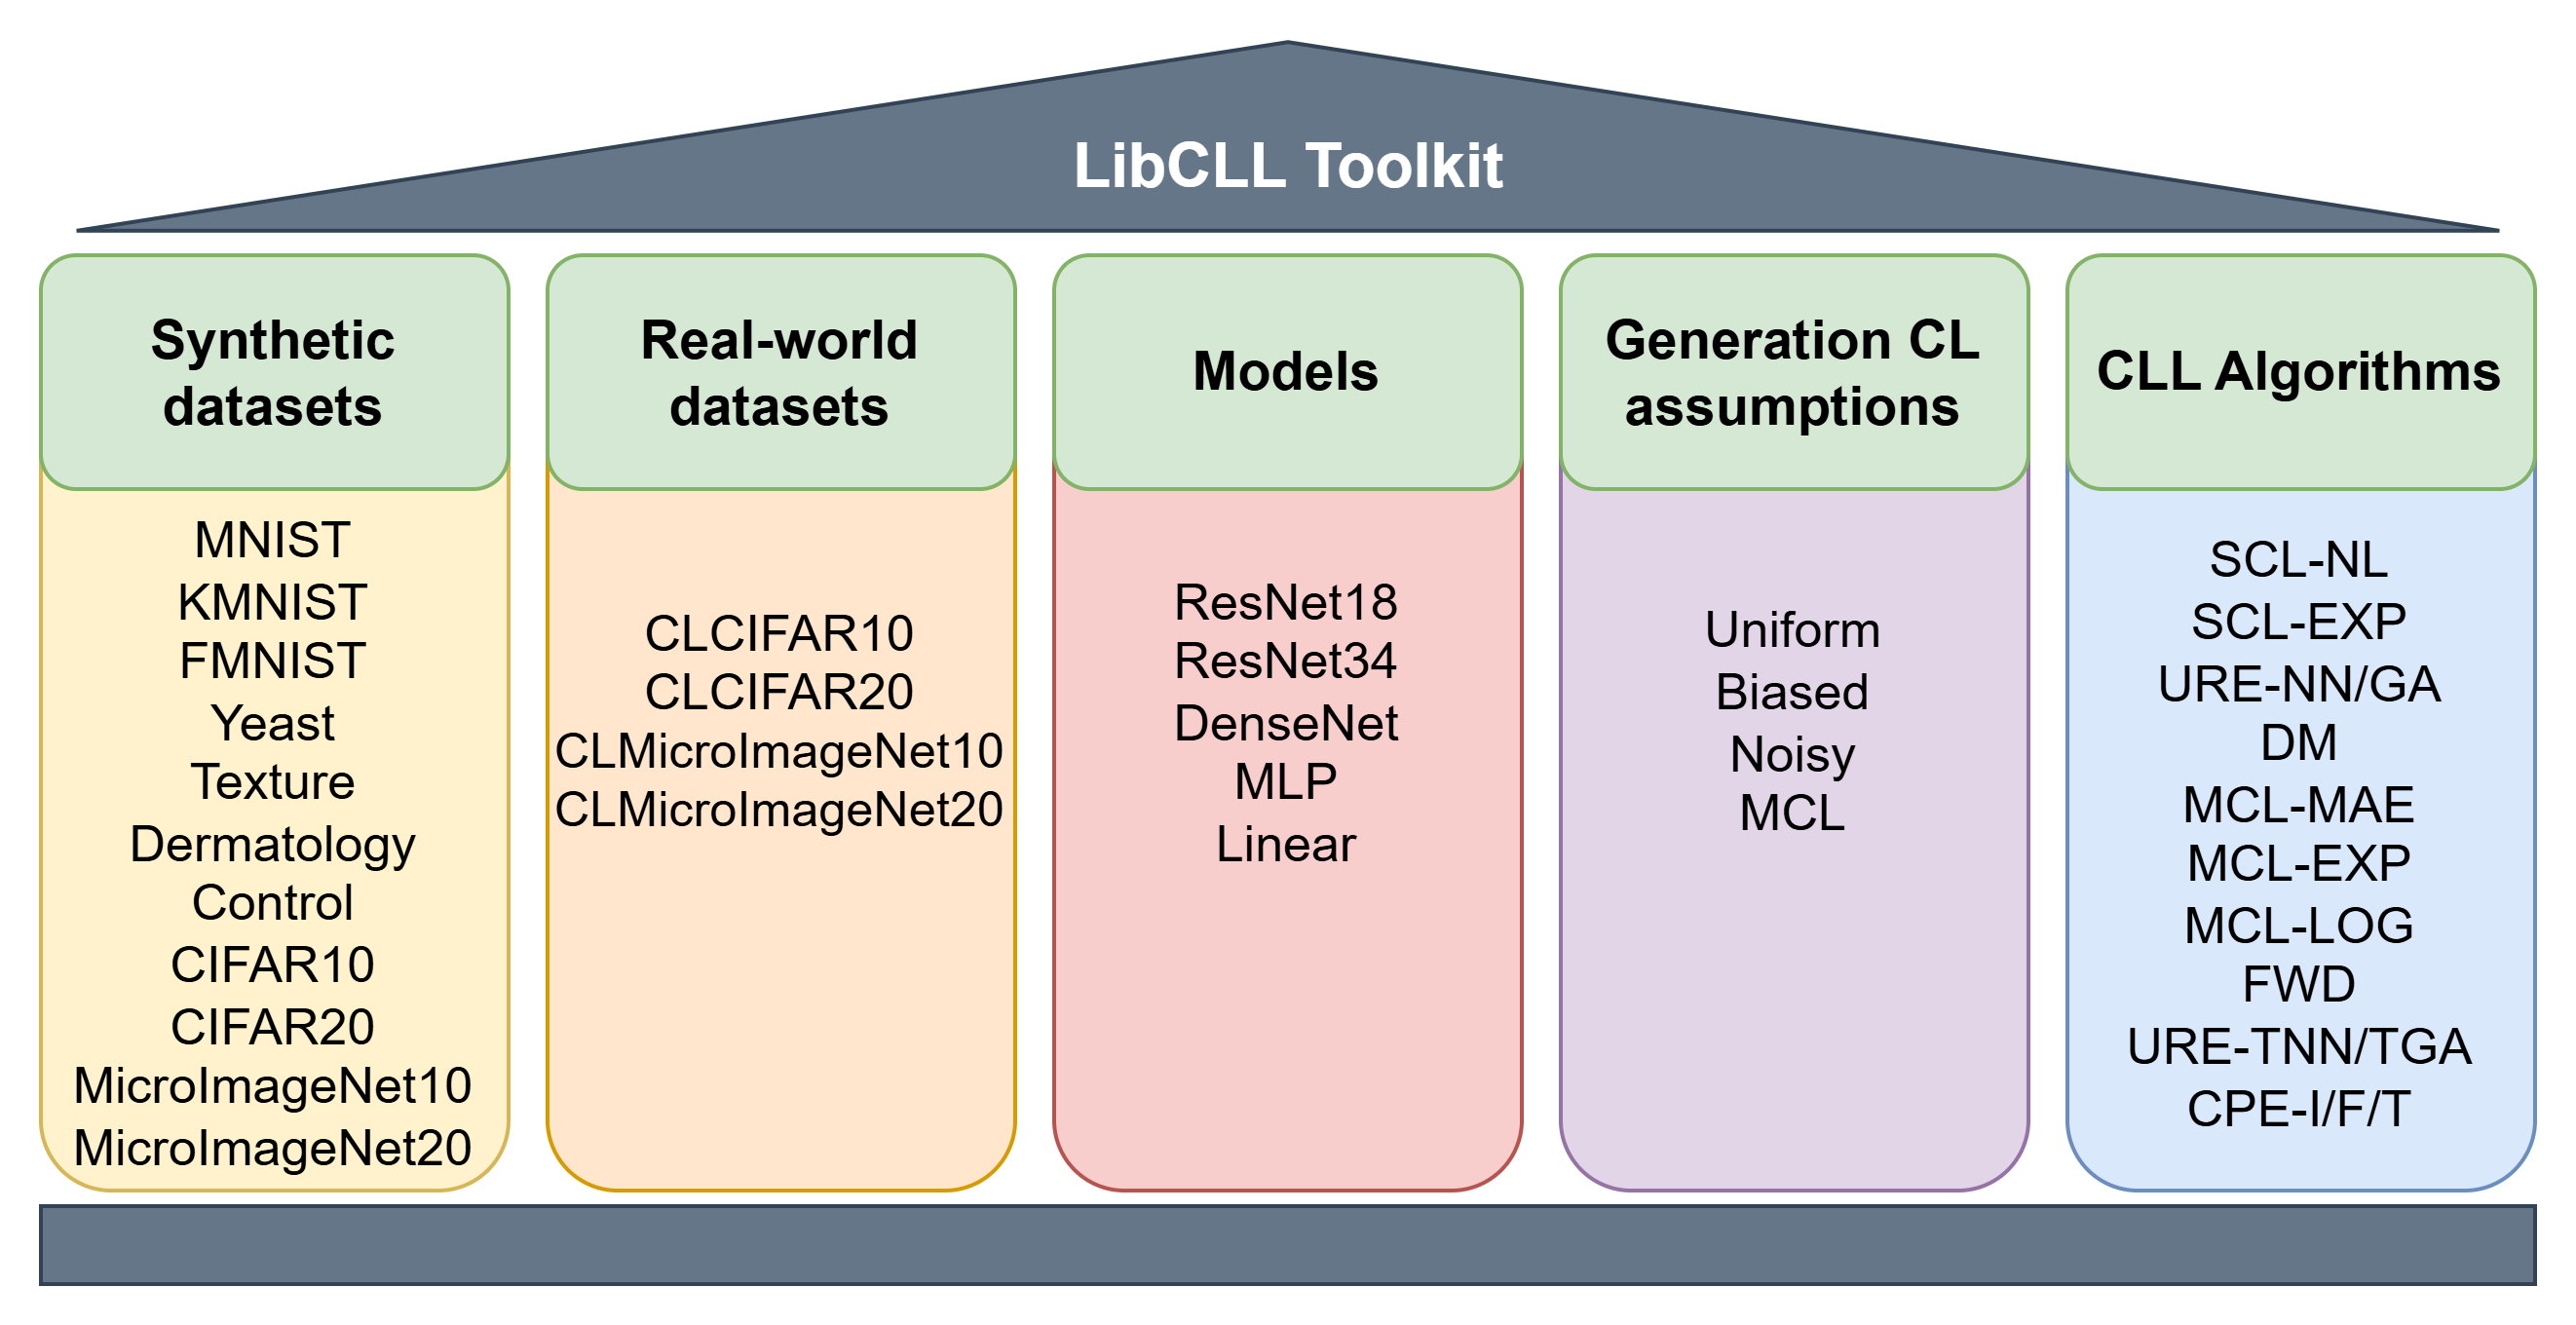 LibCLL Toolkit
Synthetic
datasets
MNIST
KMNIST
FMNIST
Yeast
Texture
Dermatology
Control
CIFAR10
CIFAR20
MicroImageNet10
MicroImageNet20
Real-world
datasets
CLCIFAR10
CLCIFAR20
CLMicroImageNet10
CLMicroImageNet20
Models
ResNet18
ResNet34
DenseNet
MLP
Linear
Generation CL
assumptions
Uniform
Biased
Noisy
MCL
CLL Algorithms
SCL-NL
SCL-EXP
URE-NN/GA
DM
MCL-MAE
MCL-EXP
MCL-LOG
FWD
URE-TNN/TGA
CPE-I/F/T